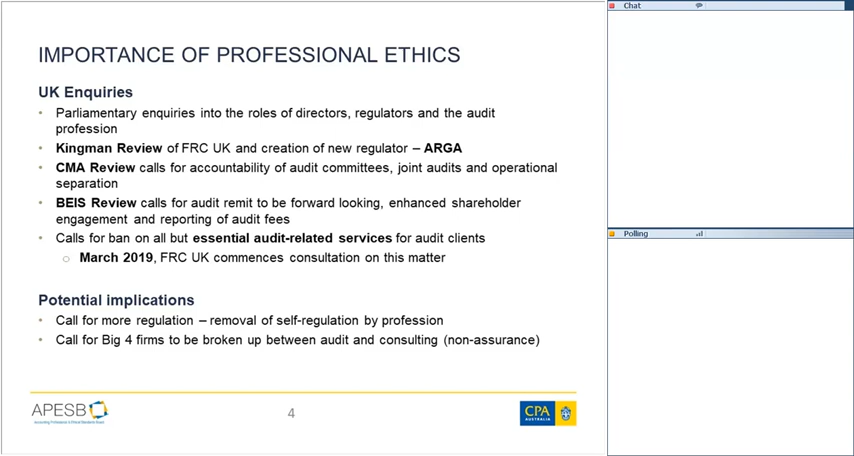 Chat
IMPORTANCE OF PROFESSIONAL ETHICS
UK Enquiries
• Parliamentary enquiries into the roles of directors, regulators and the audit
profession
• Kingman Review of FRC UK and creation of new regulator – ARGA
• CMA Review calls for accountability of audit committees, joint audits and operational
separation
• BEIS Review calls for audit remit to be forward looking, enhanced shareholder
engagement and reporting of audit fees
• Calls for ban on all but essential audit-related services for audit clients
○ March 2019, FRC UK commences consultation on this matter
Potential implications
• Call for more regulation – removal of self-regulation by profession
• Call for Big 4 firms to be broken up between audit and consulting (non-assurance)
APESB
Accounting Professional & Ethical Standards Board
4
CPA
AUSTRALIA
Polling